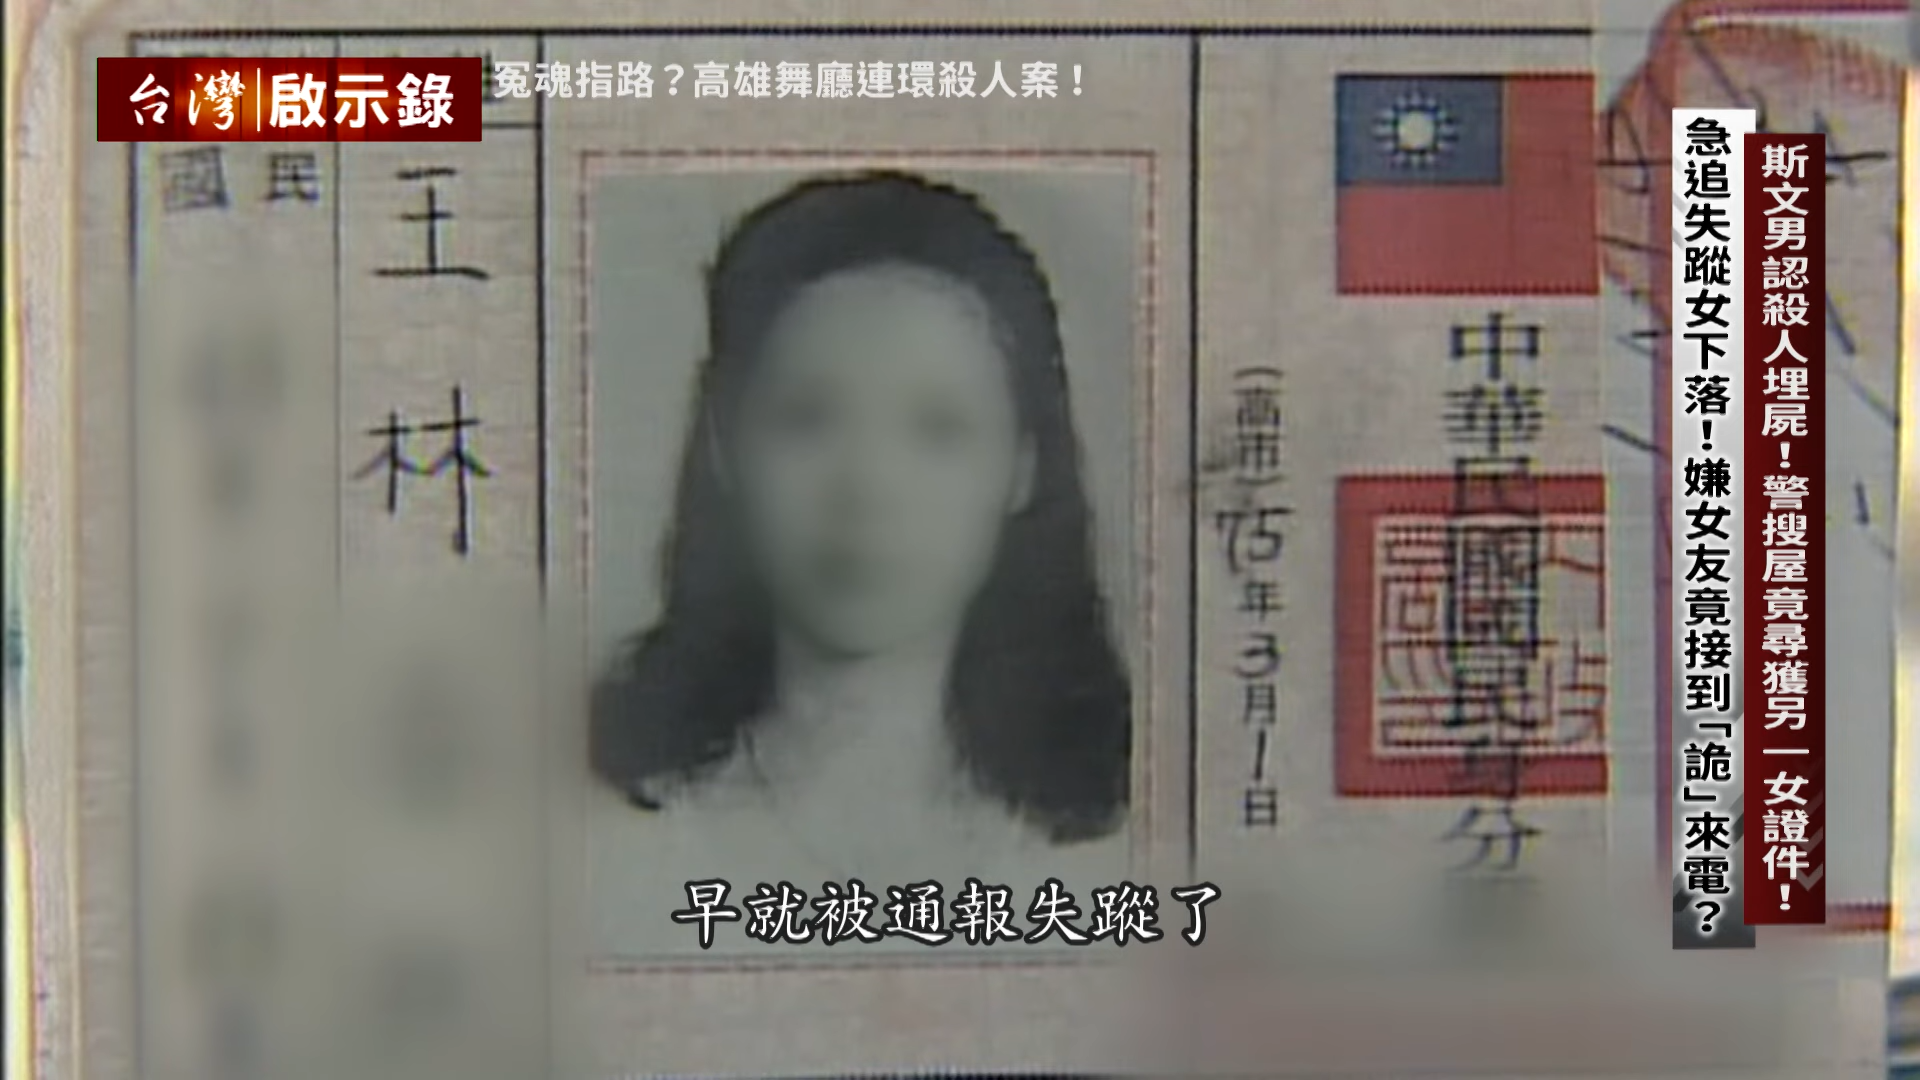 台灣啟示錄
冤魂指路？高雄舞廳連環殺人案！
斯文男認殺人埋屍！警搜屋竟尋獲另一女證件！
急追失蹤女下落！嫌女友竟接到「詭」來電？
國民
王
林
(高市)75年3月1日
中華民國國民身分
早就被通報失蹤了